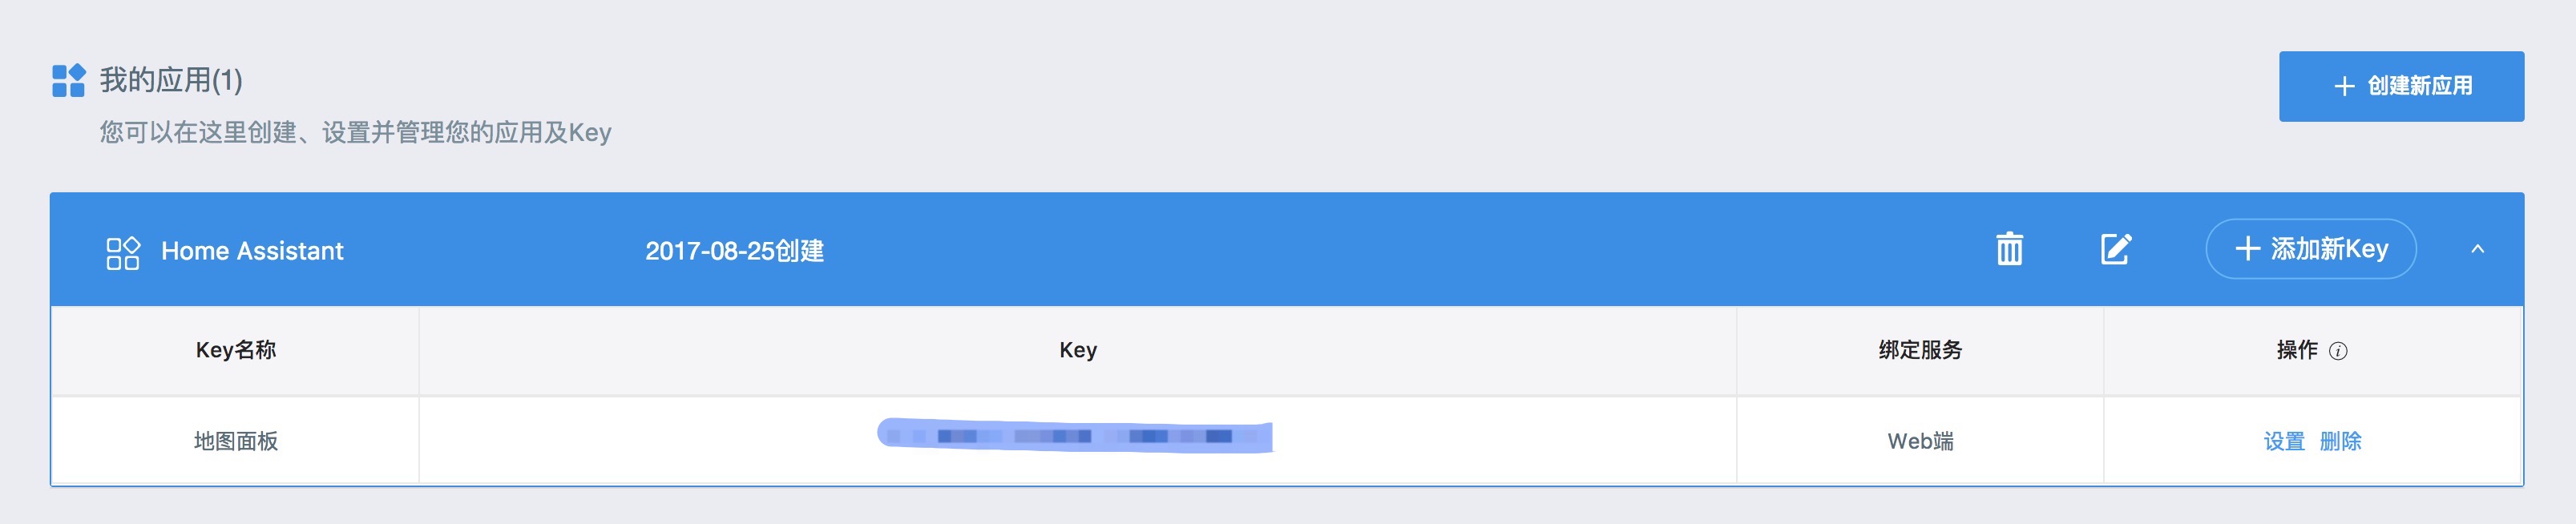 我的应用(1)
创建新应用
您可以在这里创建、设置并管理您的应用及Key
Home Assistant 2017-08-25创建 添加新Key
Key名称 Key 绑定服务 操作
地图面板 Web端 设置 删除